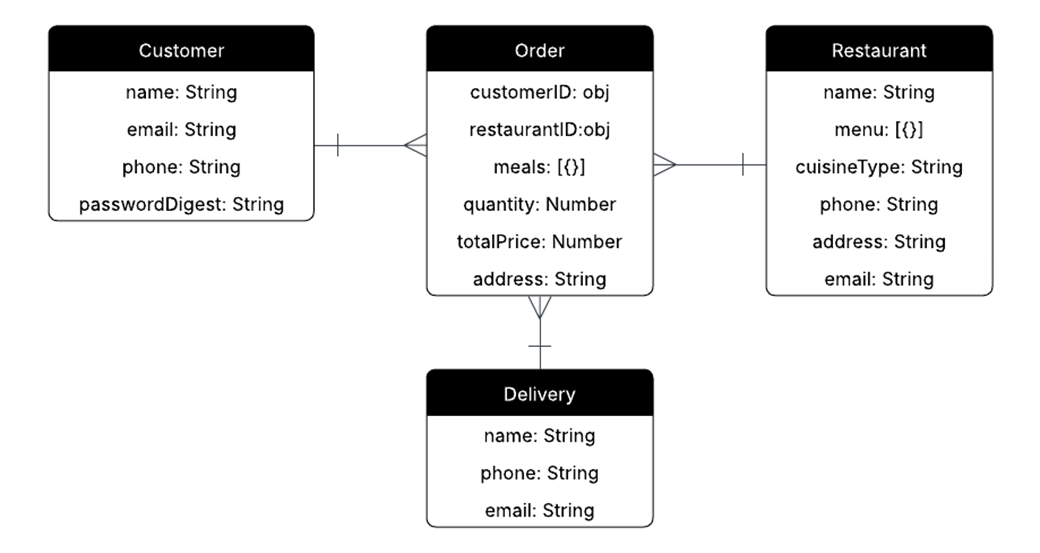 Customer
name: String
email: String
phone: String
passwordDigest: String
Order
customerID: obj
restaurantID:obj
meals: [{}]
quantity: Number
totalPrice: Number
address: String
Restaurant
name: String
menu: [{}]
cuisineType: String
phone: String
address: String
email: String
Delivery
name: String
phone: String
email: String